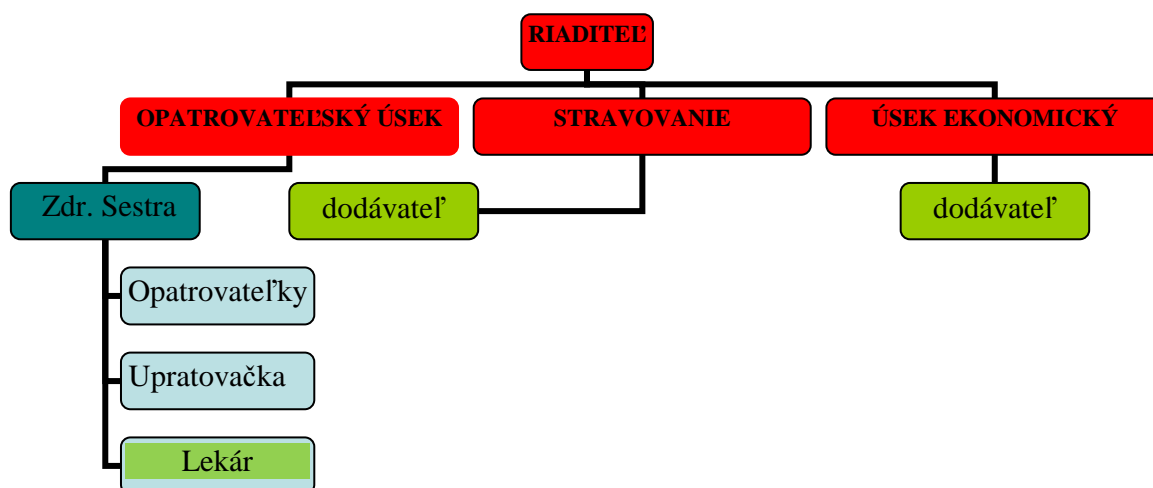 RIADITEĽ
OPATROVATEĽSKÝ ÚSEK
STRAVOVANIE
ÚSEK EKONOMICKÝ
Zdr. Sestra
dodávateľ
dodávateľ
Opatrovateľky
Upratovačka
Lekár